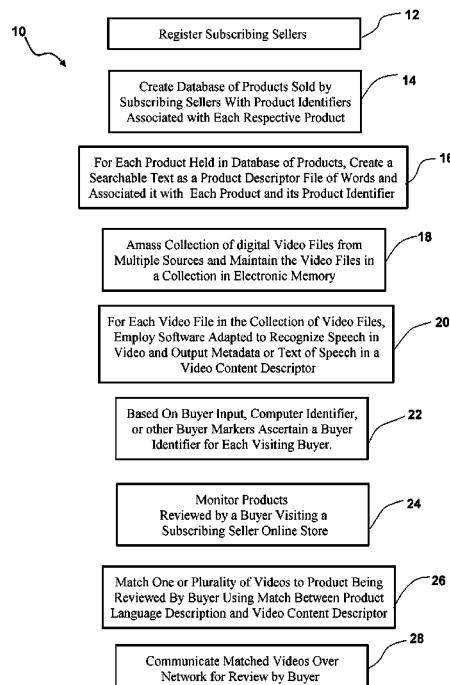 10
12
Register Subscribing Sellers
14
Create Database of Products Sold by
Subscribing Sellers With Product Identifiers
Associated with Each Respective Product
16
For Each Product Held in Database of Products, Create a
Searchable Text as a Product Descriptor File of Words and
Associated it with Each Product and its Product Identifier
18
Amass Collection of digital Video Files from
Multiple Sources and Maintain the Video Files in
a Collection in Electronic Memory
20
For Each Video File in the Collection of Video Files,
Employ Software Adapted to Recognize Speech in
Video and Output Metadata or Text of Speech in a
Video Content Descriptor
22
Based On Buyer Input, Computer Identifier,
or other Buyer Markers Ascertain a Buyer
Identifier for Each Visiting Buyer.
24
Monitor Products
Reviewed by a Buyer Visiting a
Subscribing Seller Online Store
26
Match One or Plurality of Videos to Product Being
Reviewed By Buyer Using Match Between Product
Language Description and Video Content Descriptor
28
Communicate Matched Videos Over
Network for Review by Buyer